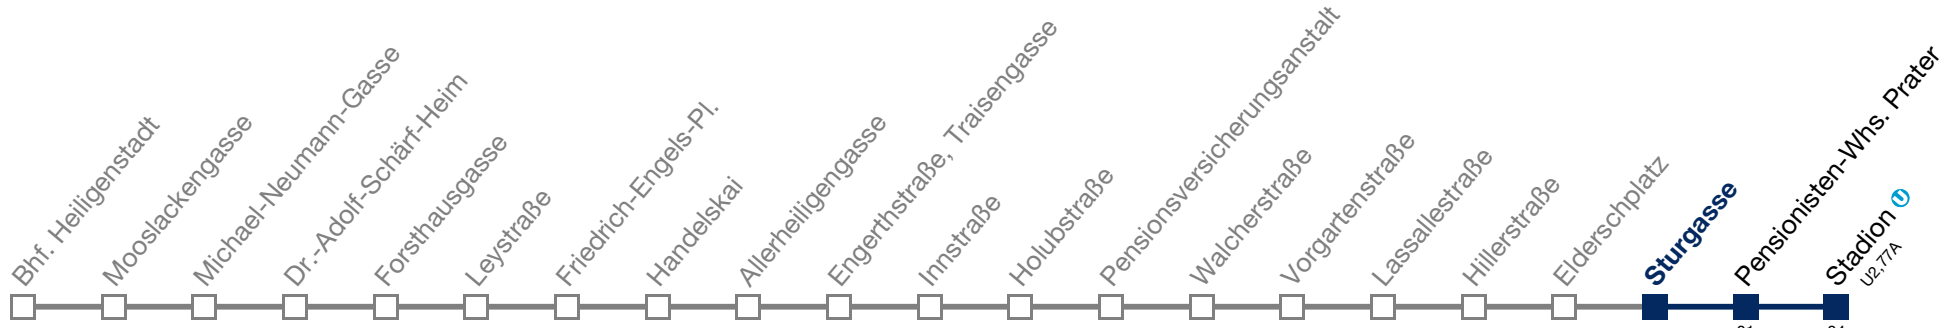 Bhf. Heiligenstadt
Mooslackengasse
Michael-Neumann-Gasse
Dr.-Adolf-Schärf-Heim
Forsthausgasse
Leystraße
Friedrich-Engels-Pl.
Handelskai
Allerheiligengasse
Engerthstraße, Traisengasse
Innstraße
Holubstraße
Pensionsversicherungsanstalt
Walcherstraße
Vorgartenstraße
Lassallestraße
Hillerstraße
Elderschplatz
Sturgasse
Pensionisten-Whs. Prater
Stadion U
U2,77A